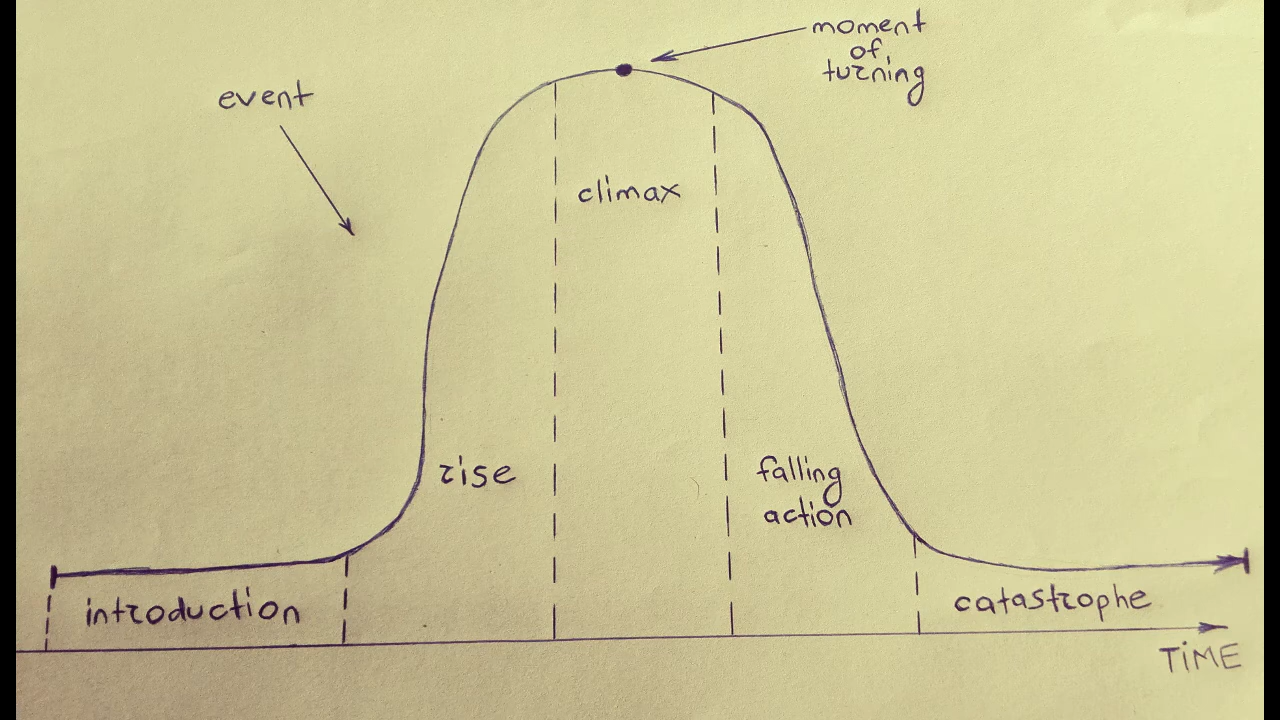 moment
of
turning
event
climax
rise
falling
action
introduction
catastrophe
TiME